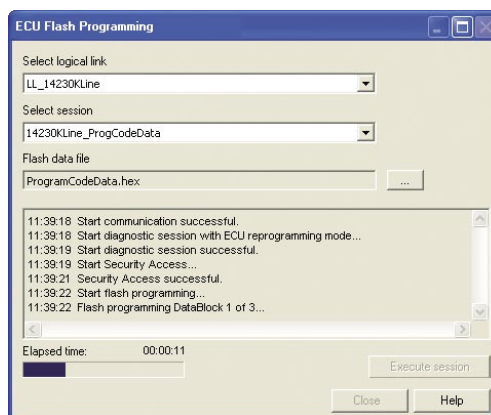 ECU Flash Programming
Select logical link
LL_14230KLine
Select session
14230KLine_ProgCodeData
Flash data file
ProgramCodeData.hex
...
11:39:18 Start communication successful.
11:39:18 Start diagnostic session with ECU reprogramming mode...
11:39:19 Start diagnostic session successful.
11:39:19 Start Security Access...
11:39:21 Security Access successful.
11:39:22 Start flash programming...
11:39:22 Flash programming DataBlock 1 of 3...
Elapsed time: 00:00:11
Execute session
Close Help